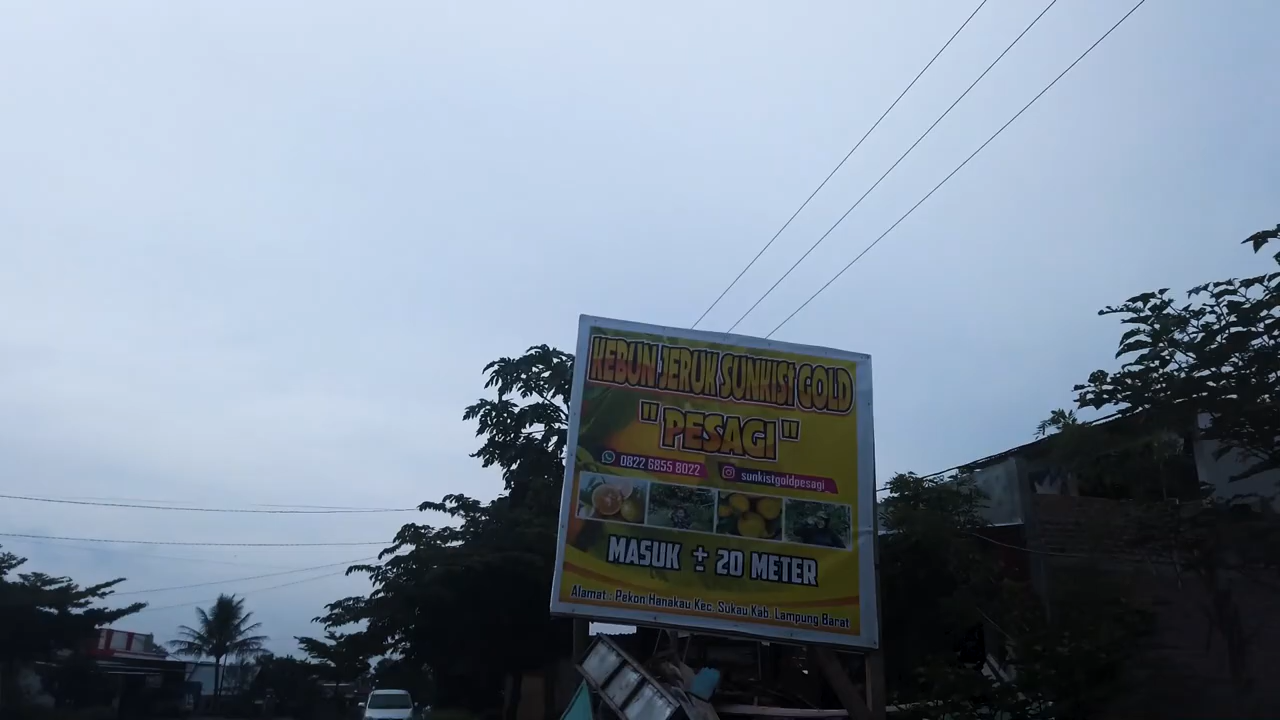 KEBUN JERUK SUNKIST GOLD
"PESAGI"
0822 6855 8022
sunkistgoldpesagi
MASUK ± 20 METER
Alamat : Pekon Hanakau Kec. Sukau Kab. Lampung Barat